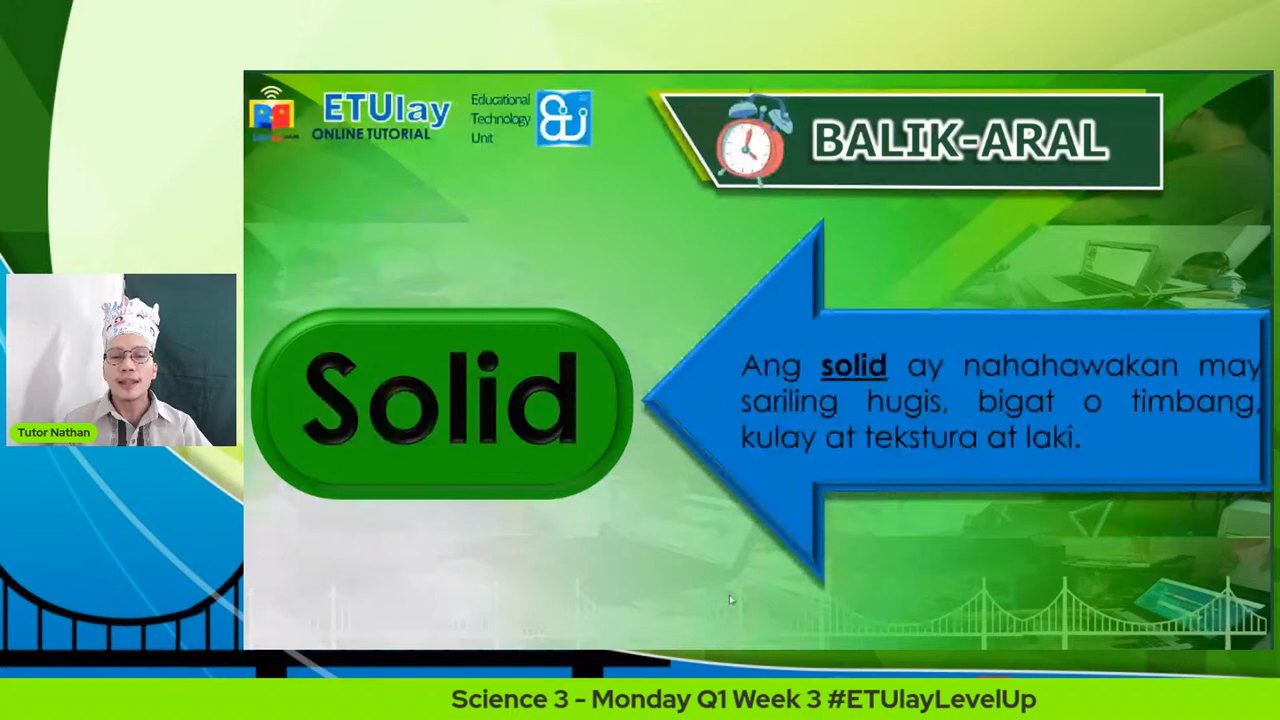 ETUlay
ONLINE TUTORIAL
Educational
Technology
Unit
BALIK-ARAL
Solid
Ang solid ay nahahawakan may
sariling hugis, bigat o timbang,
kulay at tekstura at laki.
Tutor Nathan
Science 3 - Monday Q1 Week 3 #ETUlayLevelUp